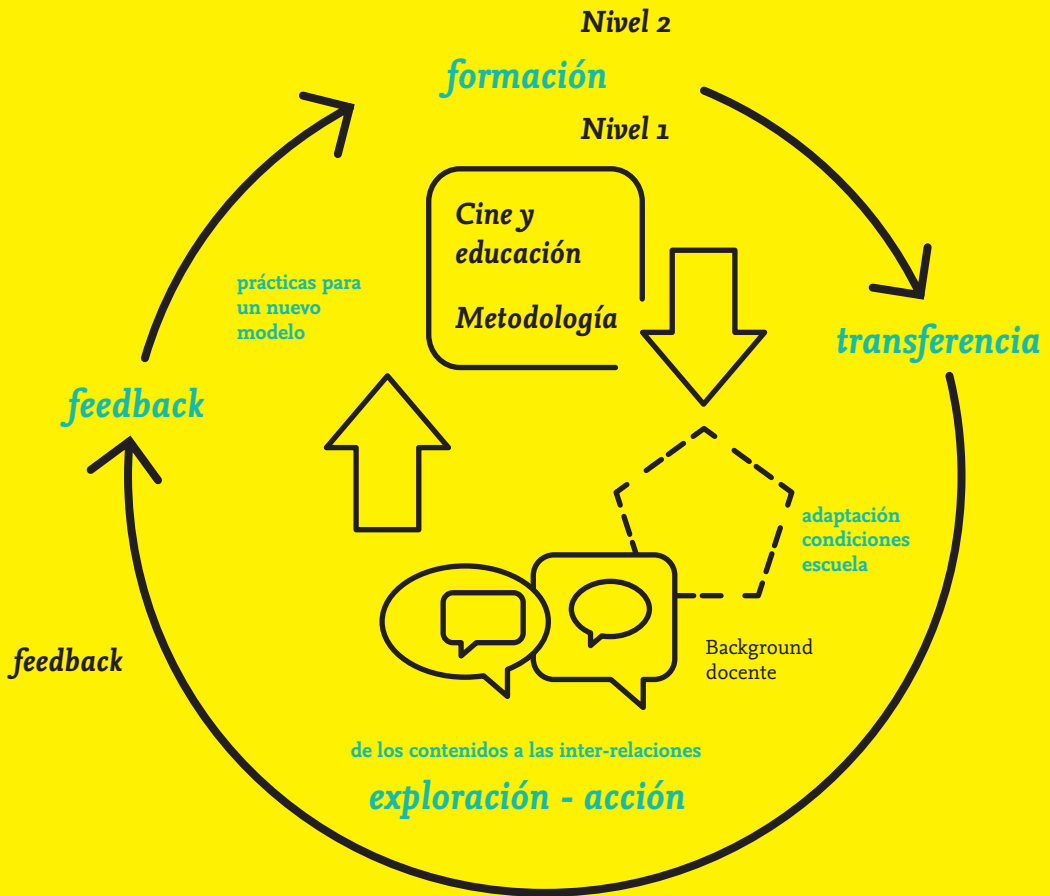 Nivel 2
formación
Nivel 1
Cine y
educación
Metodología
prácticas para
un nuevo
modelo
transferencia
feedback
adaptación
condiciones
escuela
Background
docente
feedback
de los contenidos a las inter-relaciones
exploración - acción